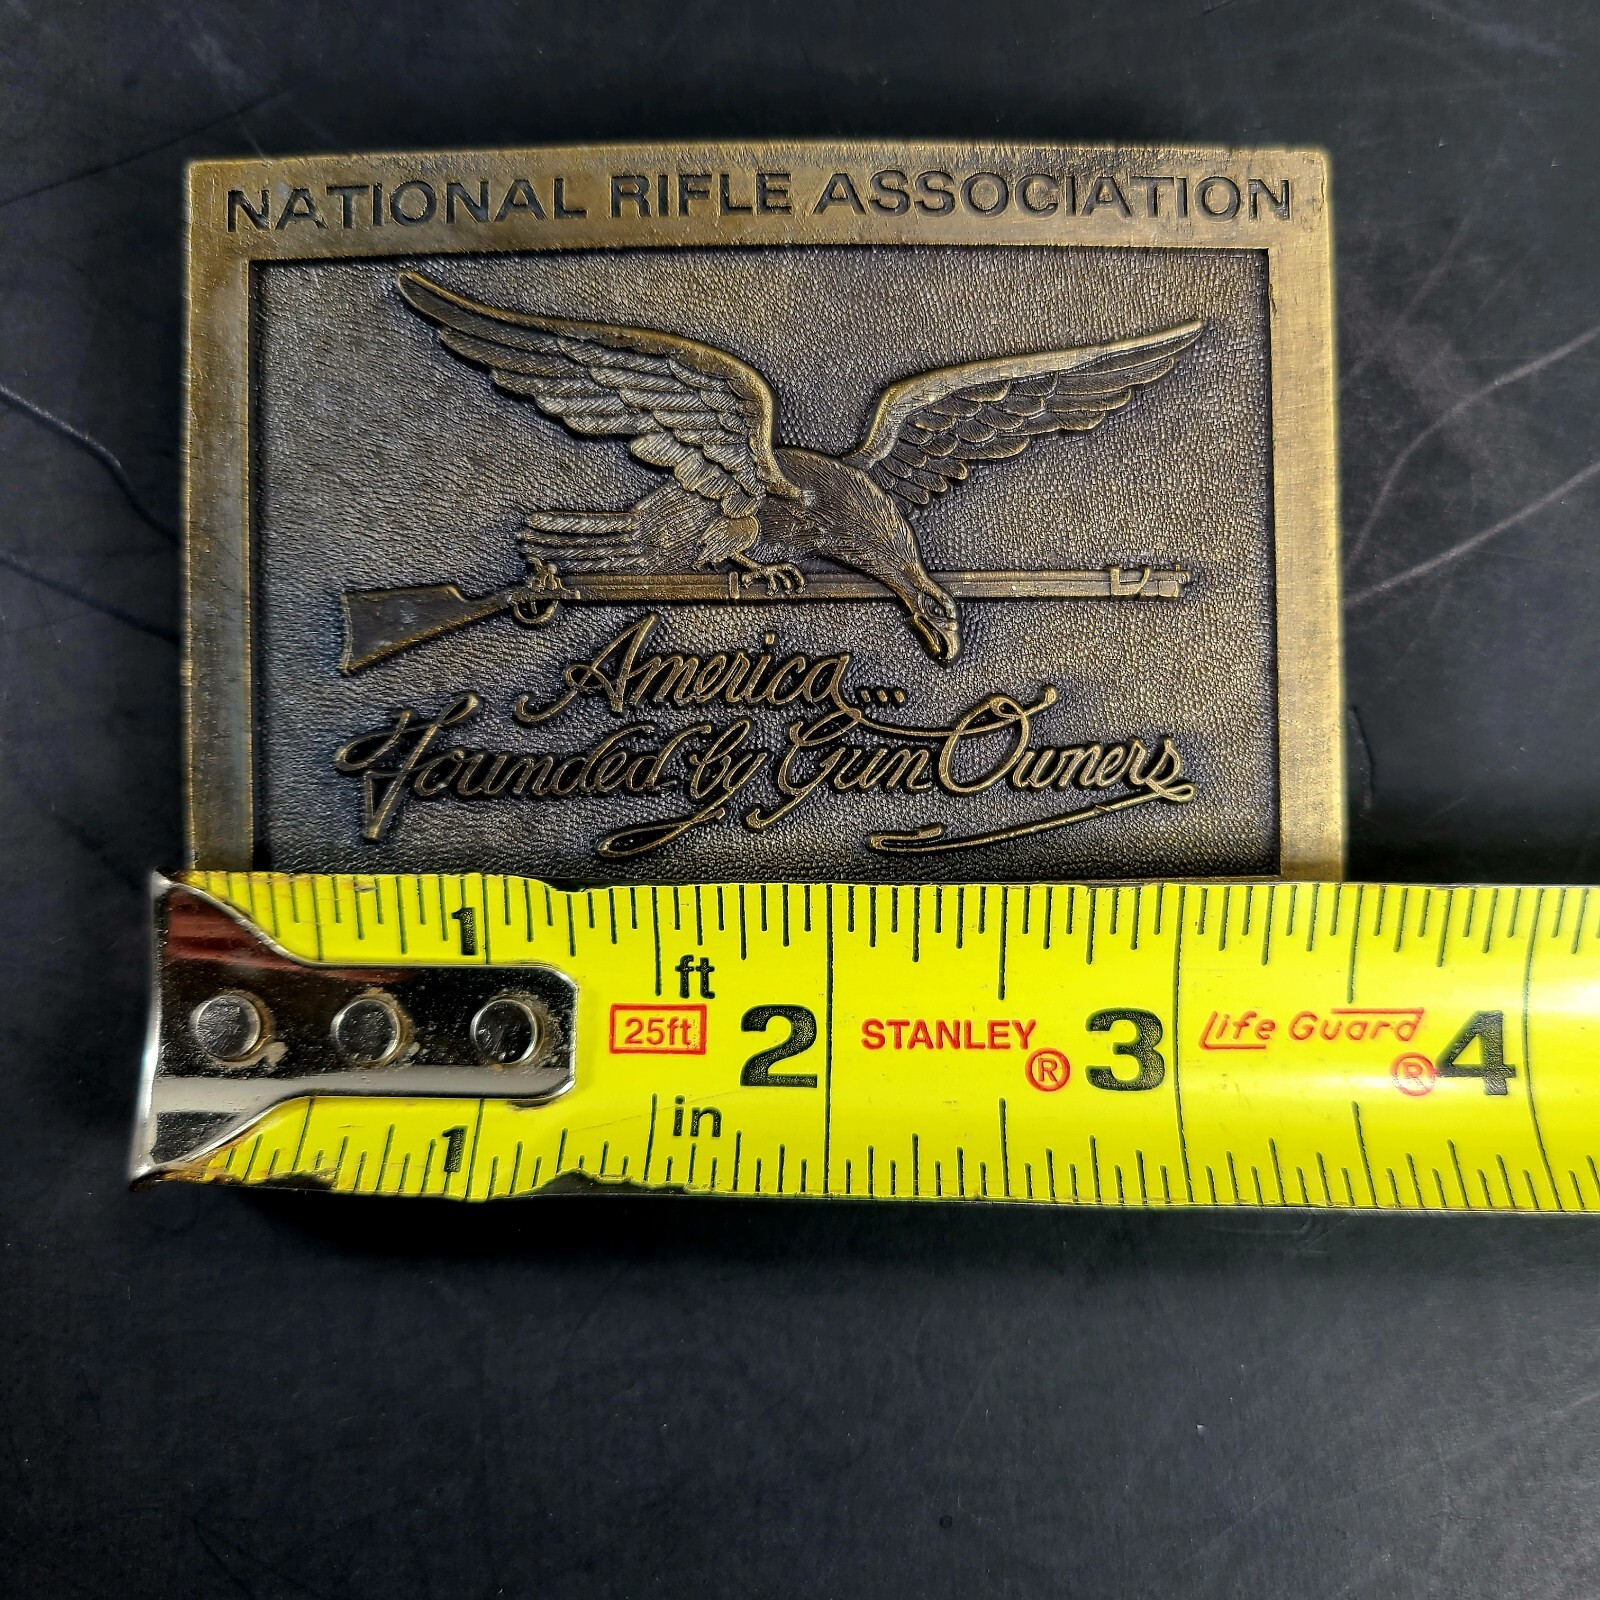 NATIONAL RIFLE ASSOCIATION
America...
Founded by Gun Owners
1 ft
25ft 2 STANLEY® 3 Life Guard® 4
in
1